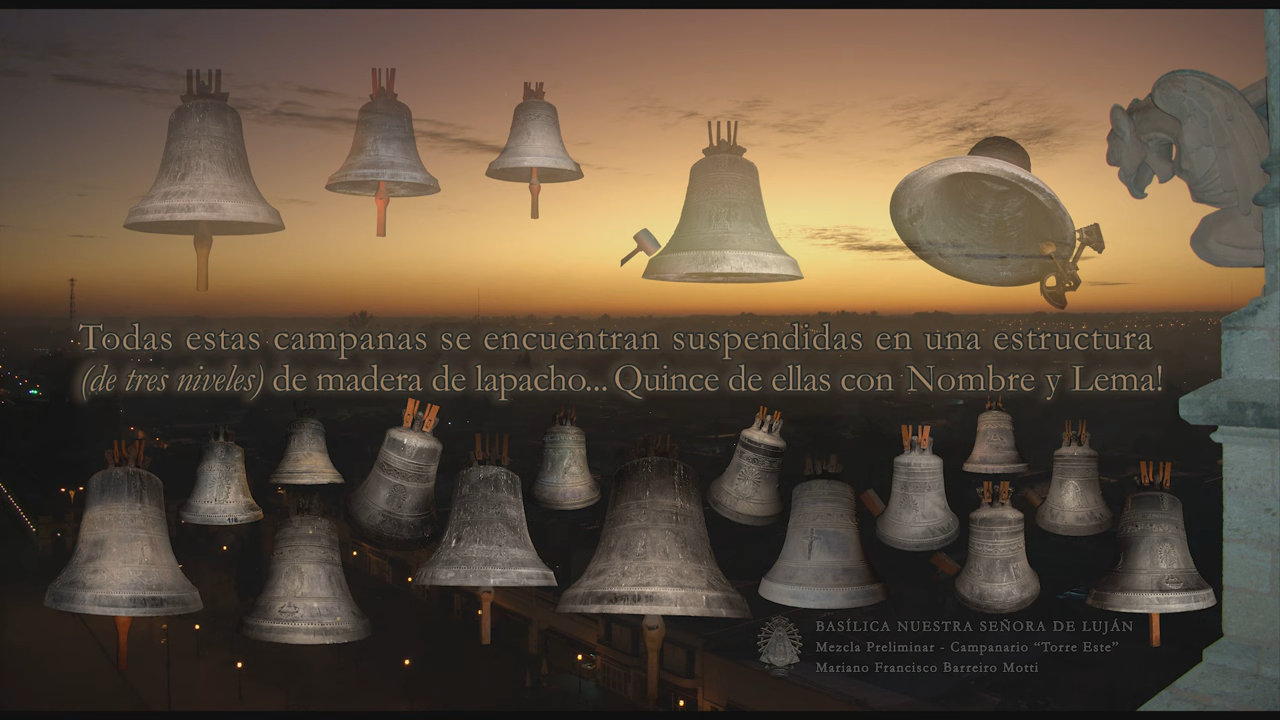 Todas estas campanas se encuentran suspendidas en una estructura
(de tres niveles) de madera de lapacho... Quince de ellas con Nombre y Lema!
118
BASÍLICA NUESTRA SEÑORA DE LUJÁN
Mezcla Preliminar - Campanario “Torre Este”
Mariano Francisco Barreiro Motti